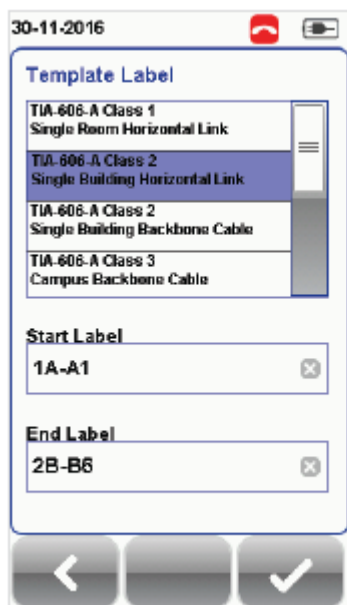 30-11-2016
Template Label
TIA-606-A Class 1
Single Room Horizontal Link
TIA-606-A Class 2
Single Building Horizontal Link
TIA-606-A Class 2
Single Building Backbone Cable
TIA-606-A Class 3
Campus Backbone Cable
Start Label
1A-A1
End Label
2B-B6